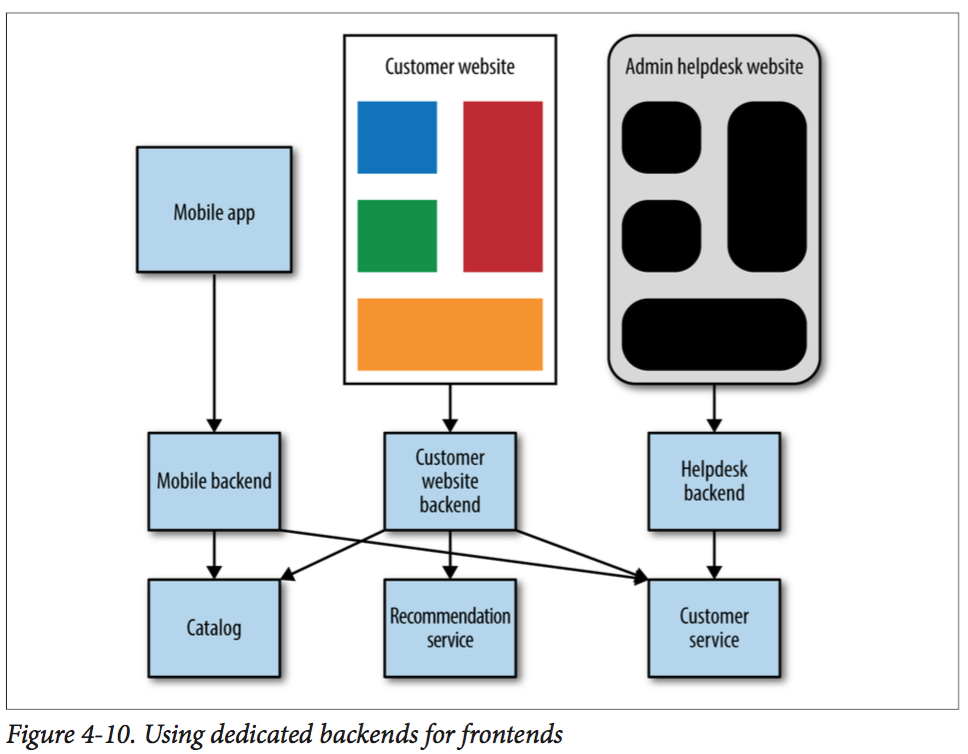 Customer website
Admin helpdesk website
Mobile app
Mobile backend
Customer
website
backend
Helpdesk
backend
Catalog
Recommendation
service
Customer
service
Figure 4-10. Using dedicated backends for frontends